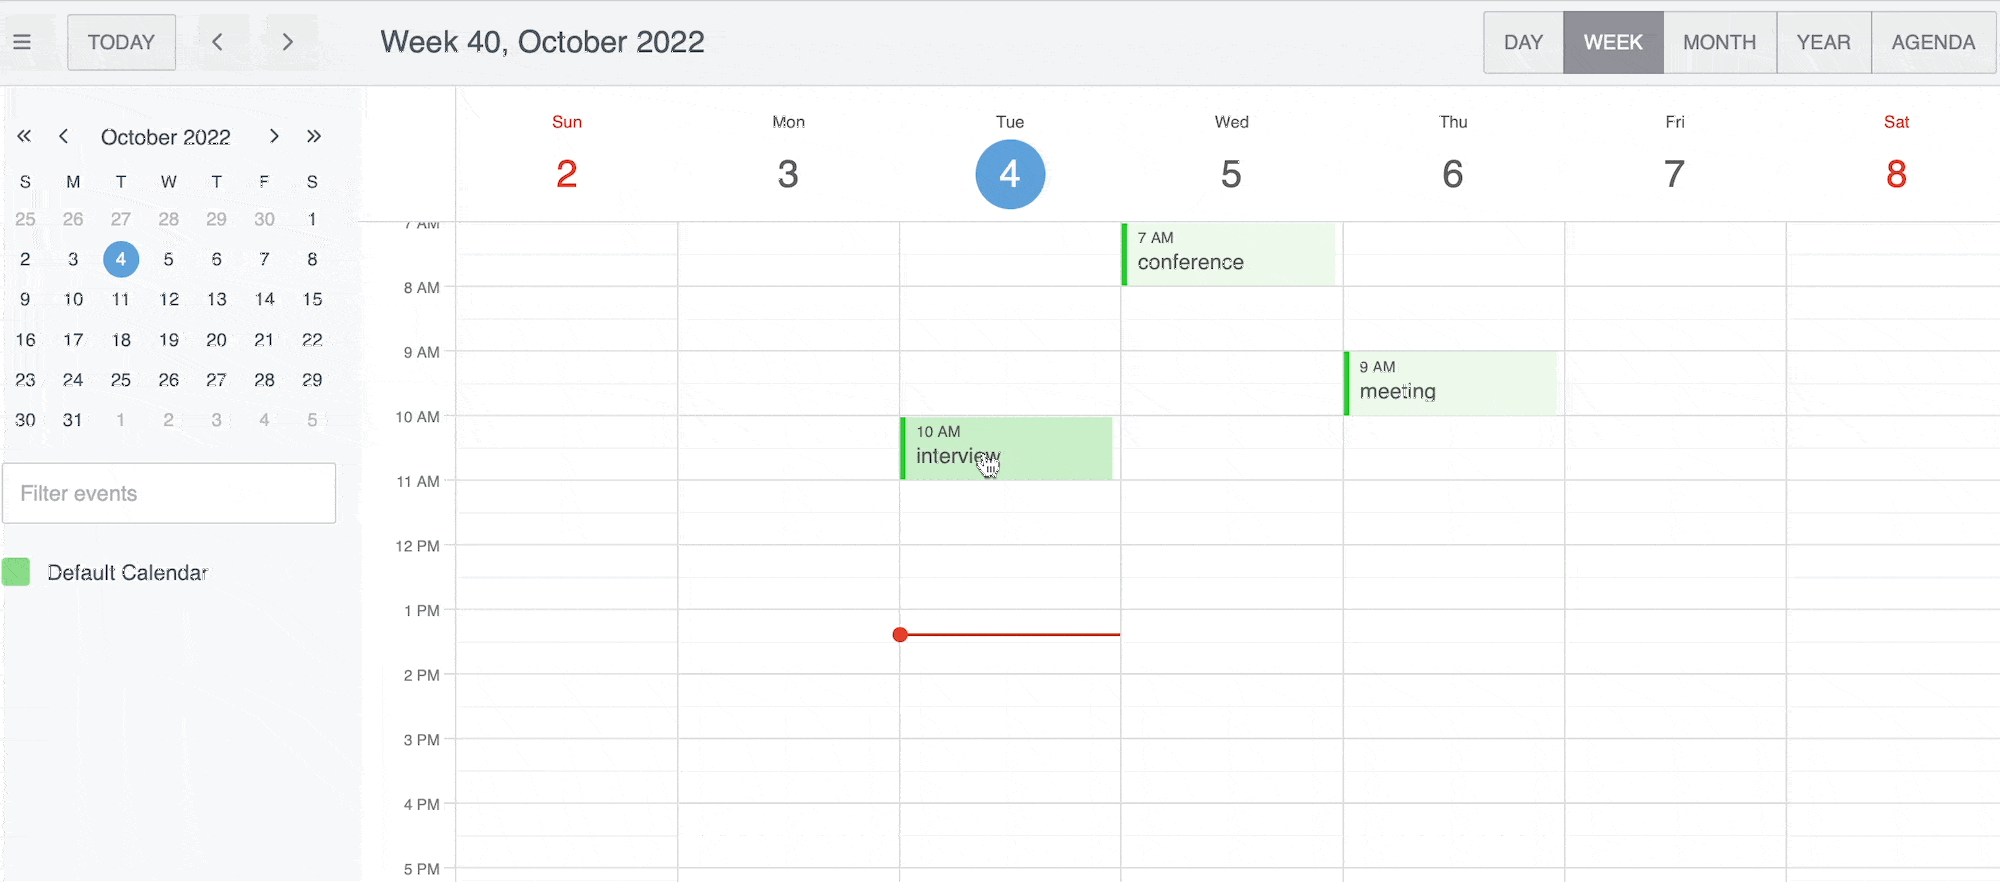 TODAY
Week 40, October 2022
DAY WEEK MONTH YEAR AGENDA
October 2022
S M T W T F S
25 26 27 28 29 30 1
2 3 4 5 6 7 8
9 10 11 12 13 14 15
16 17 18 19 20 21 22
23 24 25 26 27 28 29
30 31 1 2 3 4 5
Filter events
Default Calendar
Sun Mon Tue Wed Thu Fri Sat
2 3 4 5 6 7 8
7 AM
7 AM
conference
8 AM
9 AM
9 AM
meeting
10 AM
10 AM
interview
11 AM
12 PM
1 PM
2 PM
3 PM
4 PM
5 PM